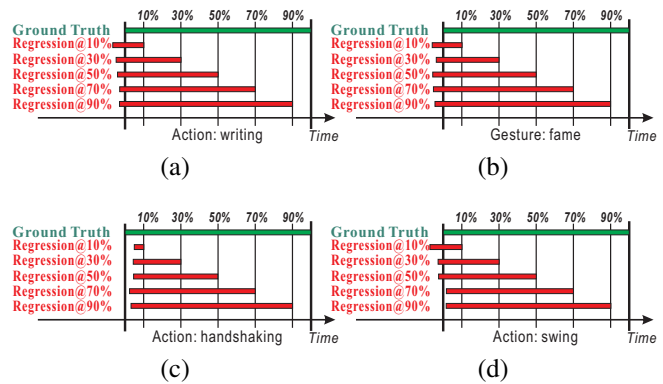 10% 30% 50% 70% 90%
Ground Truth
Regression@10%
Regression@30%
Regression@50%
Regression@70%
Regression@90%
Action: writing Time
(a)
10% 30% 50% 70% 90%
Ground Truth
Regression@10%
Regression@30%
Regression@50%
Regression@70%
Regression@90%
Gesture: fame Time
(b)
10% 30% 50% 70% 90%
Ground Truth
Regression@10%
Regression@30%
Regression@50%
Regression@70%
Regression@90%
Action: handshaking Time
(c)
10% 30% 50% 70% 90%
Ground Truth
Regression@10%
Regression@30%
Regression@50%
Regression@70%
Regression@90%
Action: swing Time
(d)